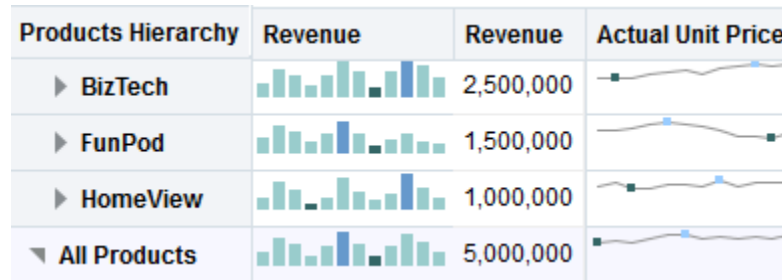 Products Hierarchy Revenue Revenue Actual Unit Price
BizTech 2,500,000
FunPod 1,500,000
HomeView 1,000,000
All Products 5,000,000